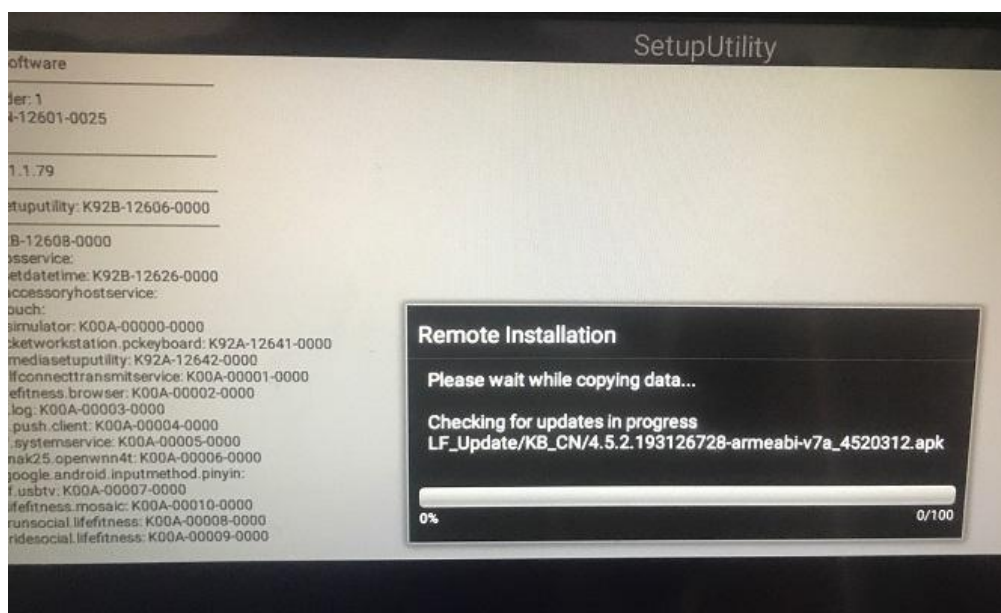 SetupUtility
oftware
der: 1
-12601-0025
1.1.79
etuputility: K92B-12606-0000
B-12608-0000
osservice:
etdatetime: K92B-12626-0000
accessoryhostservice:
ouch:
simulator: K00A-00000-0000
cketworkstation.pckeyboard: K92A-12641-0000
mediasetuputility: K92A-12642-0000
lfconnecttransmitservice: K00A-00001-0000
efitness.browser: K00A-00002-0000
.log: K00A-00003-0000
.push.client: K00A-00004-0000
.systemservice: K00A-00005-0000
nak25.openwnn4t: K00A-00006-0000
google.android.inputmethod.pinyin:
f.usbtv: K00A-00007-0000
lifefitness.mosaic: K00A-00010-0000
runsocial.lifefitness: K00A-00008-0000
ridesocial.lifefitness: K00A-00009-0000
Remote Installation
Please wait while copying data...
Checking for updates in progress
LF_Update/KB_CN/4.5.2.193126728-armeabi-v7a_4520312.apk
0% 0/100